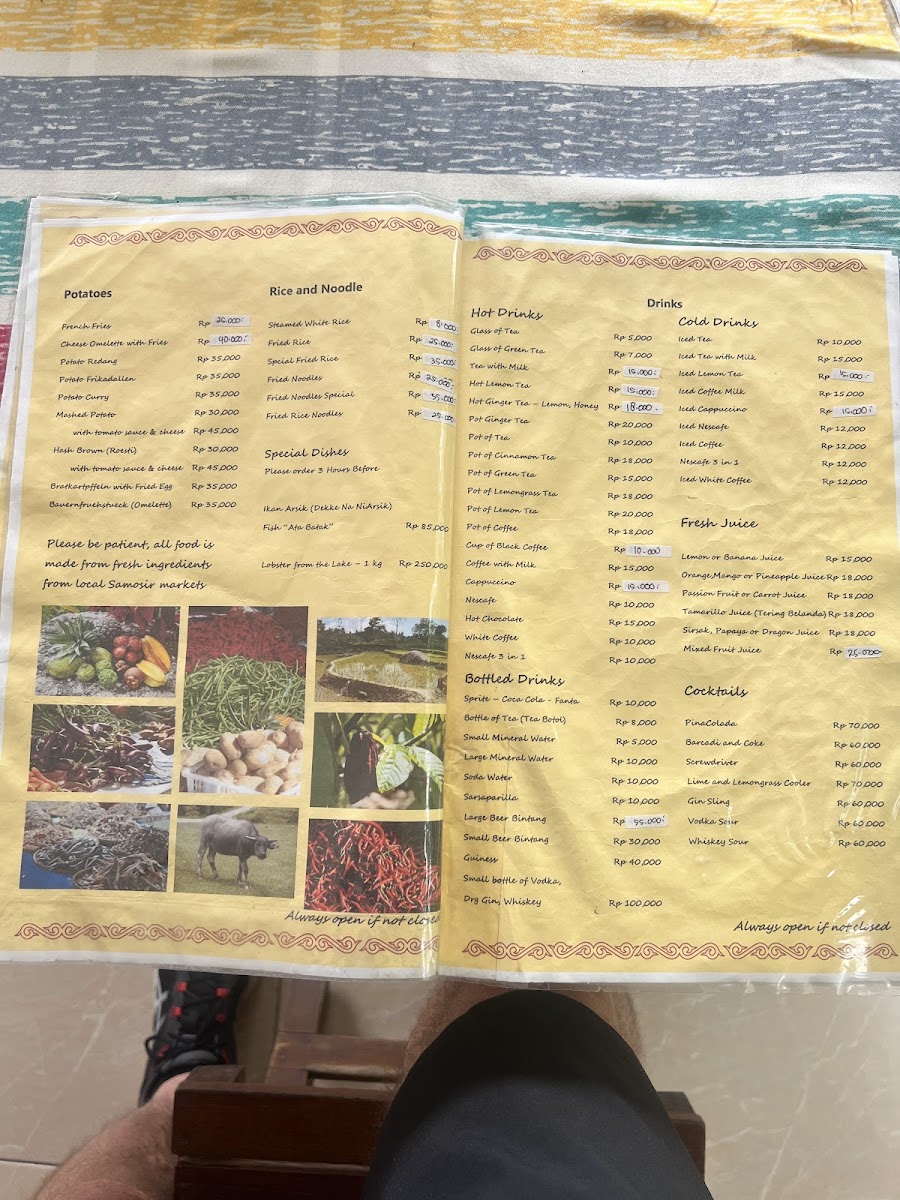 Potatoes
French Fries Rp 25.000:
Cheese Omelette with Fries Rp 40.000:
Potato Redang Rp 35,000
Potato Frikadallen Rp 35,000
Potato Curry Rp 35,000
Mashed Potato Rp 30,000
with tomato sauce & cheese Rp 45,000
Hash Brown (Roesti) Rp 30,000
with tomato sauce & cheese Rp 45,000
Bratkartpffeln with Fried Egg Rp 35,000
Bauernfruehstueck (Omelette) Rp 35,000
Please be patient, all food is
made from fresh ingredients
from local Samosir markets
Rice and Noodle
Steamed White Rice Rp 8.000
Fried Rice Rp 25.000:
Spcial Fried Rice Rp 35.000
Fried Noodles Rp 25.000:
Fried Noodles Special Rp 35.000
Fried Rice Noodles Rp 25.000
Special Dishes
Please order 3 Hours Before
Ikan Arsik (Dekke Na NiArsik)
Fish "Ata Batak" Rp 85,000
Lobster from the Lake – 1 kg Rp 250,000
Always open if not closed
Drinks
Hot Drinks
Glass of Tea Rp 5,000
Glass of Green Tea Rp 7,000
Tea with Milk Rp 15.000:
Hot Lemon Tea Rp 15.000:
Hot Ginger Tea – Lemon, Honey Rp 18.000.-
Pot Ginger Tea Rp 20,000
Pot of Tea Rp 10,000
Pot of Cinnamon Tea Rp 18,000
Pot of Green Tea Rp 15,000
Pot of Lemongrass Tea Rp 18,000
Pot of Lemon Tea Rp 20,000
Pot of Coffee Rp 18,000
Cup of Black Coffee Rp 10.000
Coffee with Milk Rp 15,000
Cappuccino Rp 15.000:
Nescafe Rp 10,000
Hot Chocolate Rp 15,000
White Coffee Rp 10,000
Nescafe 3 in 1 Rp 10,000
Bottled Drinks
Sprite – Coca Cola - Fanta Rp 10,000
Bottle of Tea (Tea Botol) Rp 8,000
Small Mineral Water Rp 5,000
Large Mineral Water Rp 10,000
Soda Water Rp 10,000
Sarsaparilla Rp 10,000
Large Beer Bintang Rp 55.000:
Small Beer Bintang Rp 30,000
Guiness Rp 40,000
Small bottle of Vodka,
Dry Gin, Whiskey Rp 100,000
Cold Drinks
Iced Tea Rp 10,000
Iced Tea with Milk Rp 15,000
Iced Lemon Tea Rp 15.000:
Iced Coffee Milk Rp 15,000
Iced Cappuccino Rp 15.000:
Iced Nescafe Rp 12,000
Iced Coffee Rp 12,000
Nescafe 3 in 1 Rp 12,000
Iced White Coffee Rp 12,000
Fresh Juice
Lemon or Banana Juice Rp 15,000
Orange,Mango or Pineapple Juice Rp 18,000
Passion Fruit or Carrot Juice Rp 18,000
Tamarillo Juice (Tering Belanda) Rp 18,000
Sirsak, Papaya or Dragon Juice Rp 18,000
Mixed Fruit Juice Rp 25.000
Cocktails
PinaColada Rp 70,000
Barcadi and Coke Rp 60,000
Screwdriver Rp 60,000
Lime and Lemongrass Cooler Rp 70,000
Gin Sling Rp 60,000
Vodka Sour Rp 60,000
Whiskey Sour Rp 60,000
Always open if not closed